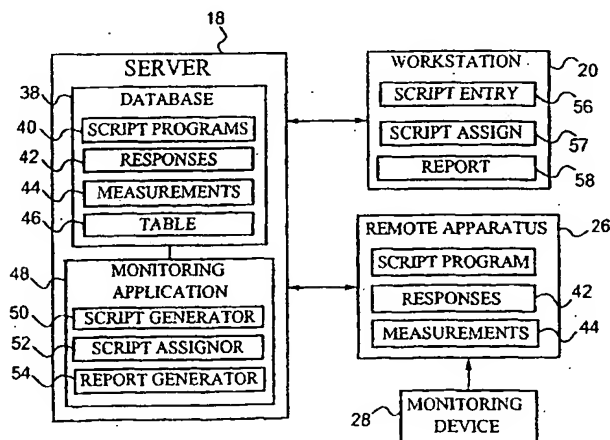 18
SERVER
38
DATABASE
40
SCRIPT PROGRAMS
42
RESPONSES
44
MEASUREMENTS
46
TABLE
48
MONITORING
APPLICATION
50
SCRIPT GENERATOR
52
SCRIPT ASSIGNOR
54
REPORT GENERATOR
WORKSTATION
20
SCRIPT ENTRY
56
SCRIPT ASSIGN
57
REPORT
58
REMOTE APPARATUS
26
SCRIPT PROGRAM
RESPONSES
42
MEASUREMENTS
44
28
MONITORING
DEVICE